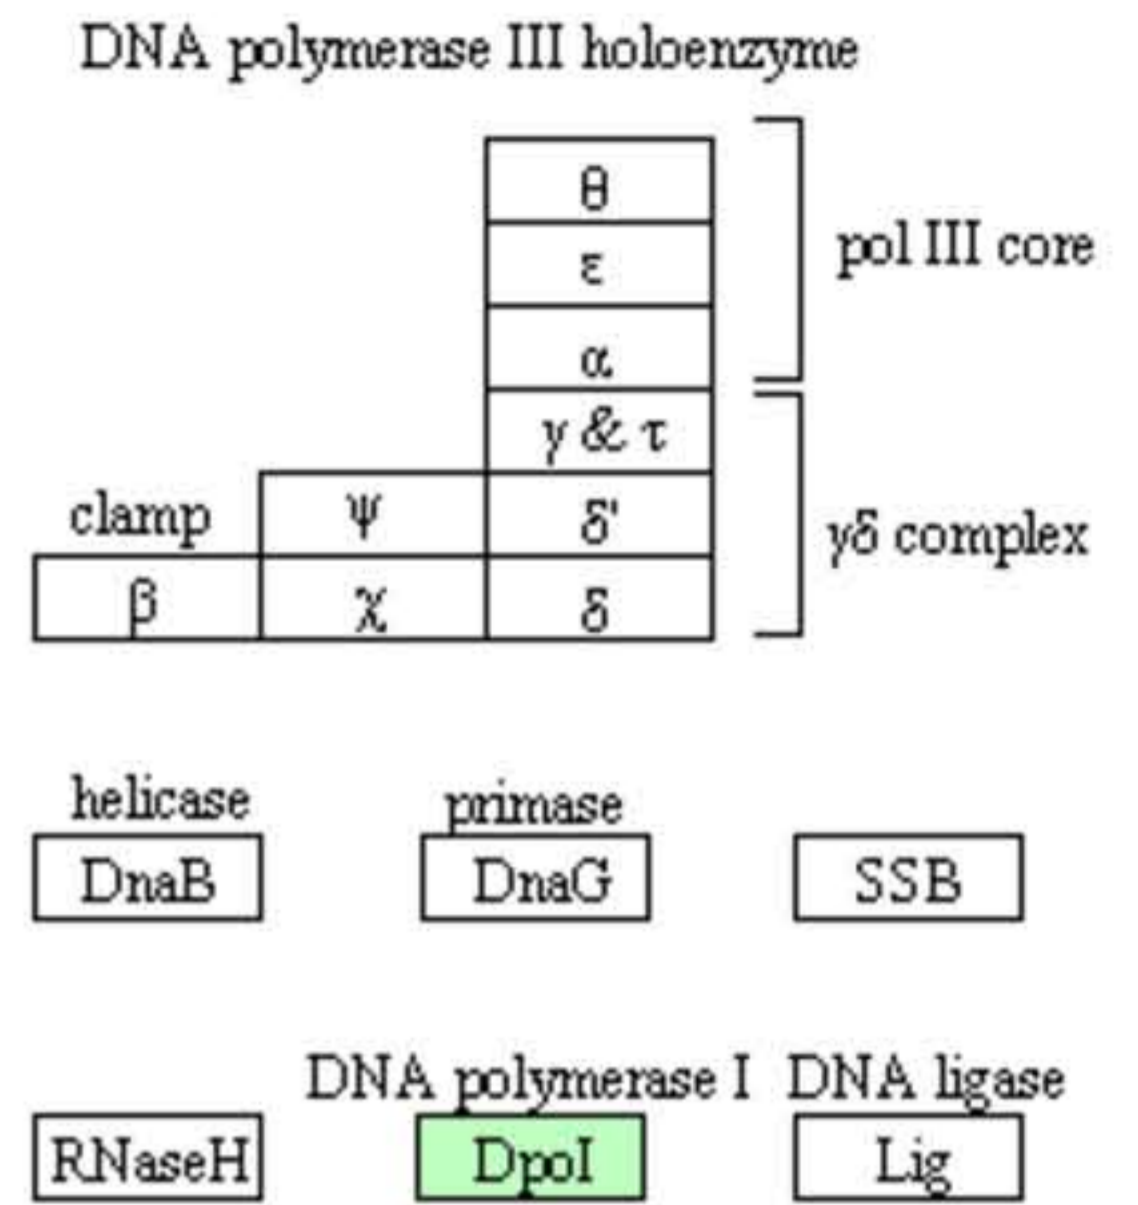 DNA polymerase III holoenzyme
θ
ε
pol III core
α
γ & τ
clamp ψ δ'
γδ complex
β χ δ
helicase primase
DnaB DnaG SSB
DNA polymerase I DNA ligase
RNaseH DpoI Lig